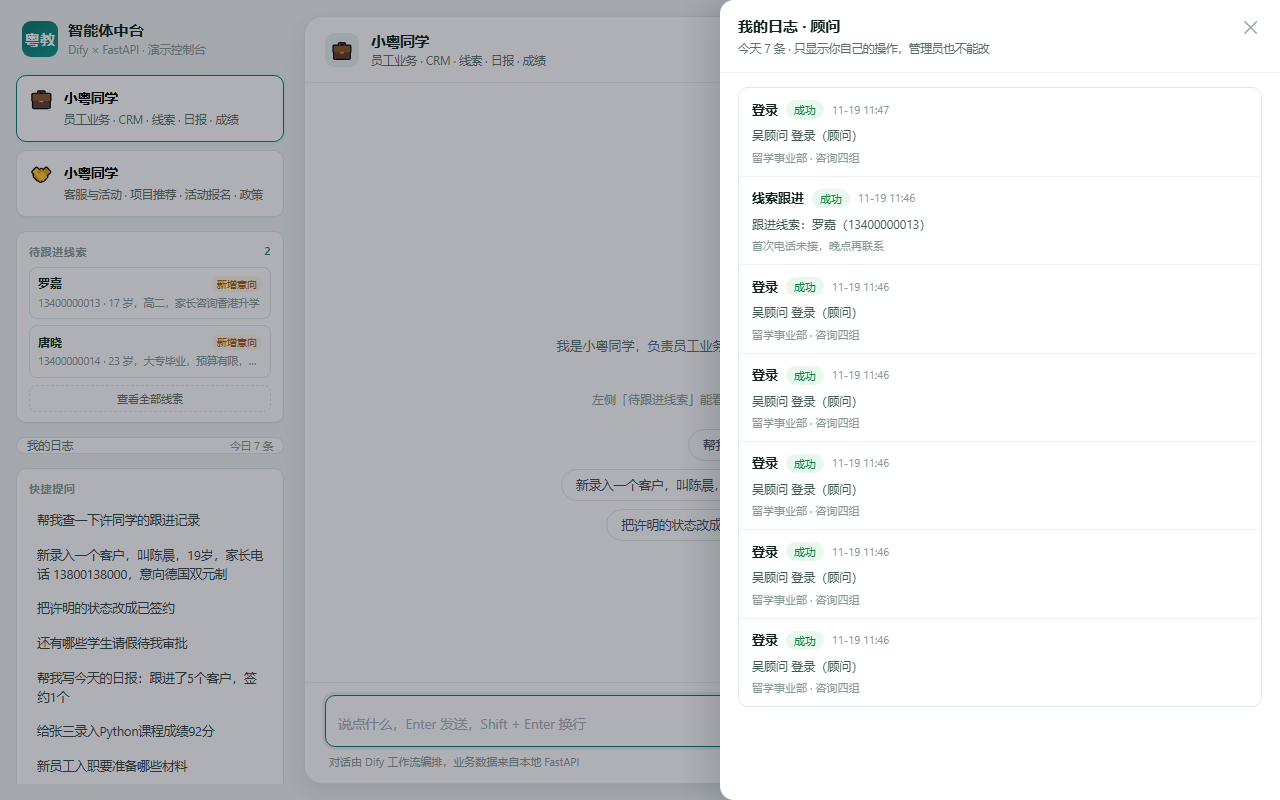 粤教
智能体中台
Dify × FastAPI · 演示控制台
小粤同学
员工业务 · CRM · 线索 · 日报 · 成绩
小粤同学
客服与活动 · 项目推荐 · 活动报名 · 政策
待跟进线索 2
罗嘉 新增意向
13400000013 · 17 岁，高二，家长咨询香港升学
唐晓 新增意向
13400000014 · 23 岁，大专毕业，预算有限，...
查看全部线索
我的日志 今日 7 条
快捷提问
帮我查一下许同学的跟进记录
新录入一个客户，叫陈晨，19岁，家长电
话 13800138000，意向德国双元制
把许明的状态改成已签约
还有哪些学生请假待我审批
帮我写今天的日报：跟进了5个客户，签
约1个
给张三录入Python课程成绩92分
新员工入职要准备哪些材料
小粤同学
员工业务 · CRM · 线索 · 日报 · 成绩
我是小粤同学，负责员工业务
左侧「待跟进线索」能看
帮我
新录入一个客户，叫陈晨，
把许明的状态改成
说点什么，Enter 发送，Shift + Enter 换行
对话由 Dify 工作流编排，业务数据来自本地 FastAPI
我的日志 · 顾问
今天 7 条 · 只显示你自己的操作，管理员也不能改
登录 成功 11-19 11:47
吴顾问 登录（顾问）
留学事业部 · 咨询四组
线索跟进 成功 11-19 11:46
跟进线索：罗嘉（13400000013）
首次电话未接，晚点再联系
登录 成功 11-19 11:46
吴顾问 登录（顾问）
留学事业部 · 咨询四组
登录 成功 11-19 11:46
吴顾问 登录（顾问）
留学事业部 · 咨询四组
登录 成功 11-19 11:46
吴顾问 登录（顾问）
留学事业部 · 咨询四组
登录 成功 11-19 11:46
吴顾问 登录（顾问）
留学事业部 · 咨询四组
登录 成功 11-19 11:46
吴顾问 登录（顾问）
留学事业部 · 咨询四组